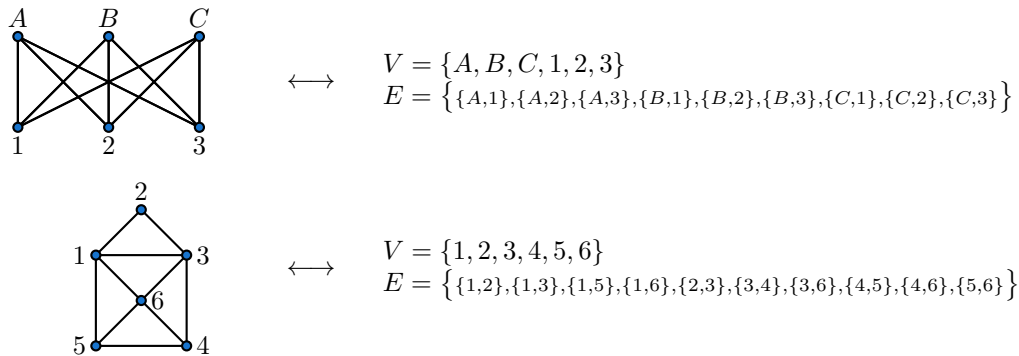 A B C
⟷ V = {A, B, C, 1, 2, 3}
E = {{A,1},{A,2},{A,3},{B,1},{B,2},{B,3},{C,1},{C,2},{C,3}}
1 2 3
2
1 3
⟷ V = {1, 2, 3, 4, 5, 6}
E = {{1,2},{1,3},{1,5},{1,6},{2,3},{3,4},{3,6},{4,5},{4,6},{5,6}}
6
5 4